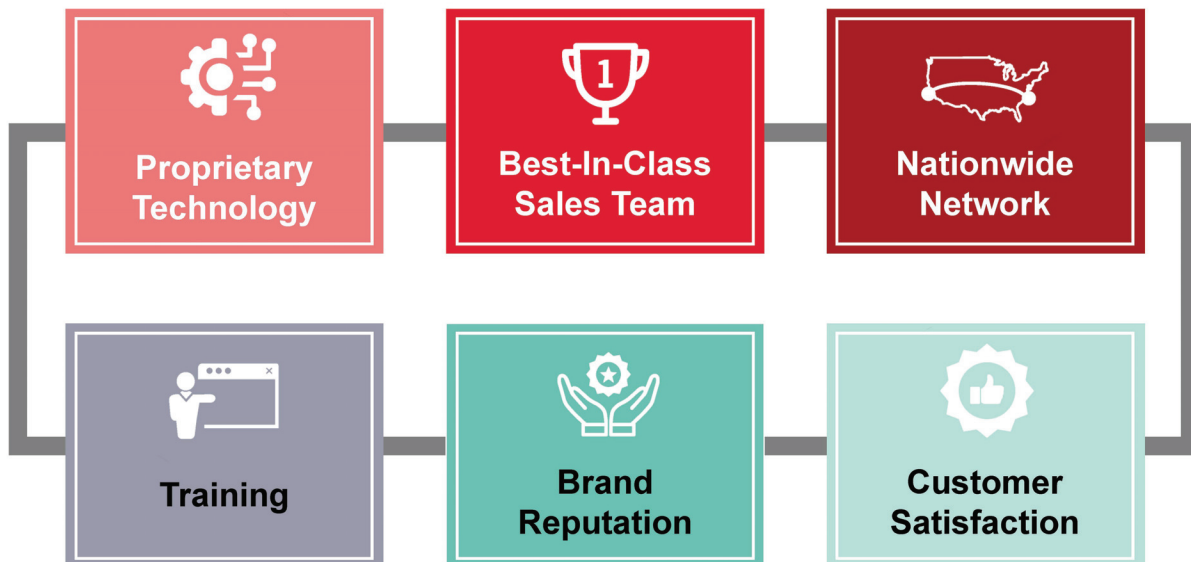 1
Proprietary
Technology
Best-In-Class
Sales Team
Nationwide
Network
Training
Brand
Reputation
Customer
Satisfaction